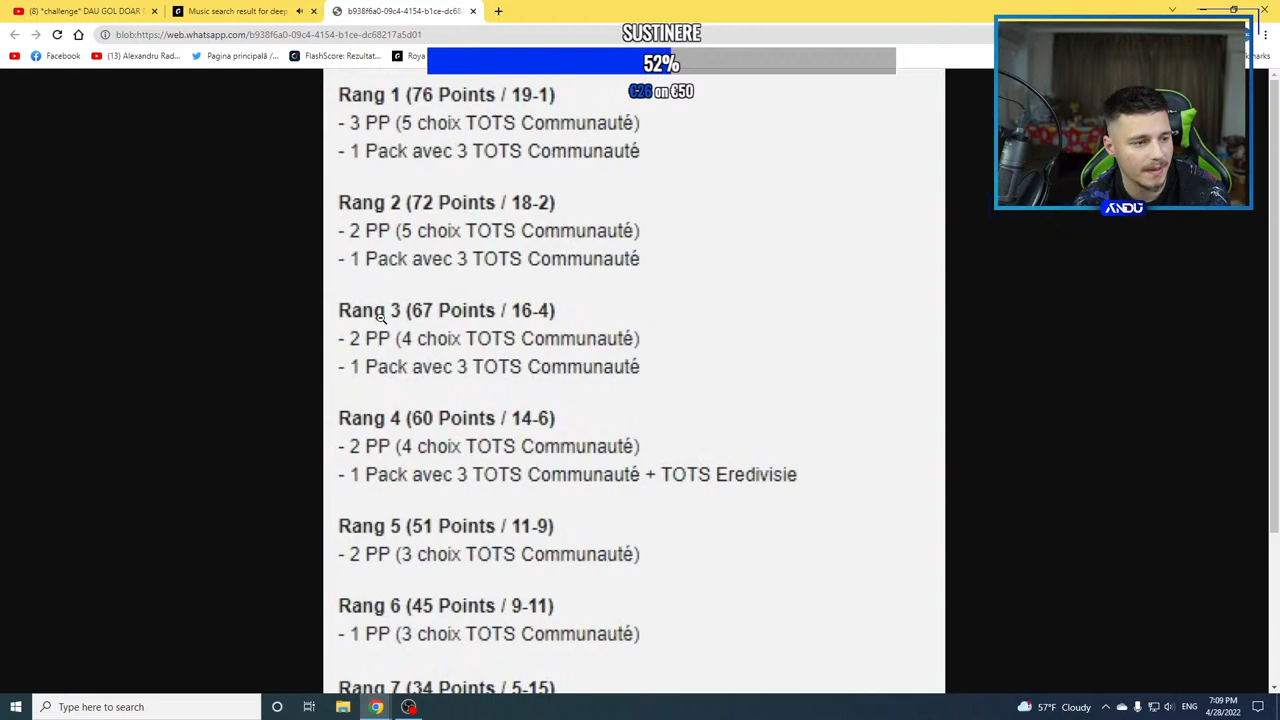 (8) *challenge* DAU GOL DOAR
Music search result for deep
b938f6a0-09c4-4154-b1ce-dc68
blob:https://web.whatsapp.com/b938f6a0-09c4-4154-b1ce-dc68217a5d01
Facebook
(13) Alexandru Rad...
Pagina principală /...
FlashScore: Rezultat...
SUSTINERE
52%
€26 on €50
Rang 1 (76 Points / 19-1)
- 3 PP (5 choix TOTS Communauté)
- 1 Pack avec 3 TOTS Communauté
Rang 2 (72 Points / 18-2)
- 2 PP (5 choix TOTS Communauté)
- 1 Pack avec 3 TOTS Communauté
Rang 3 (67 Points / 16-4)
- 2 PP (4 choix TOTS Communauté)
- 1 Pack avec 3 TOTS Communauté
Rang 4 (60 Points / 14-6)
- 2 PP (4 choix TOTS Communauté)
- 1 Pack avec 3 TOTS Communauté + TOTS Eredivisie
Rang 5 (51 Points / 11-9)
- 2 PP (3 choix TOTS Communauté)
Rang 6 (45 Points / 9-11)
- 1 PP (3 choix TOTS Communauté)
Rang 7 (34 Points / 5-15)
ANDU
Type here to search
57°F Cloudy
7:09 PM
4/28/2022